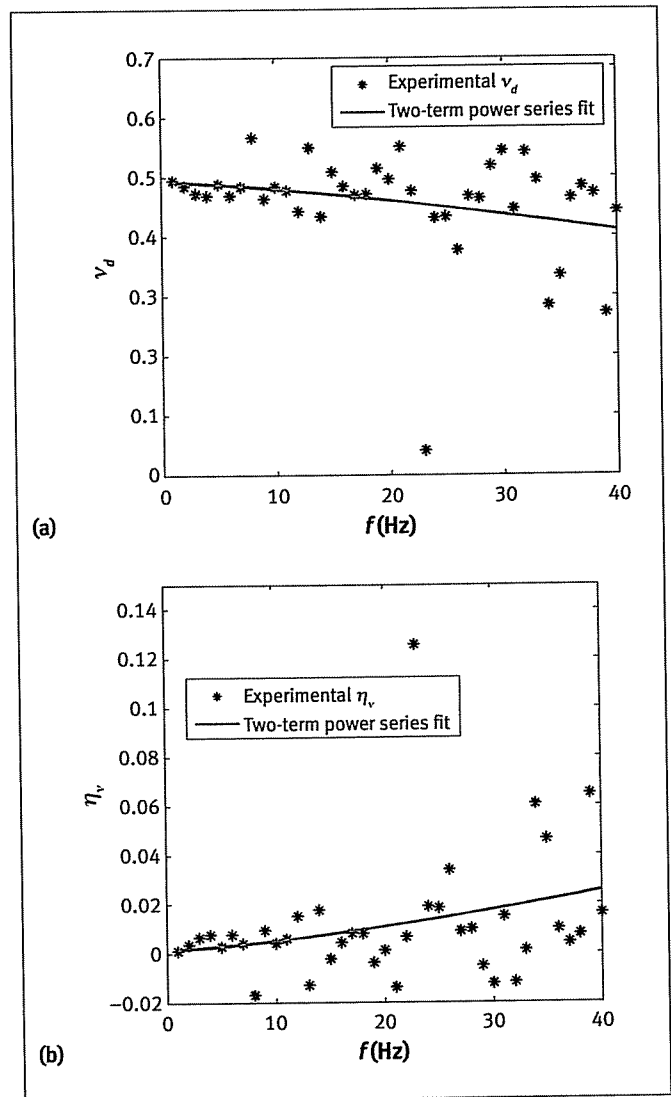 0.7
0.6
0.5
0.4
0.3
0.3
0.1
0
ν_d
Experimental ν_d
Two-term power series fit
0
10
20
30
40
f(Hz)
(a)
0.14
0.12
0.1
0.08
0.06
0.04
0.02
0
−0.02
η_ν
Experimental η_ν
Two-term power series fit
0
10
20
30
40
f(Hz)
(b)